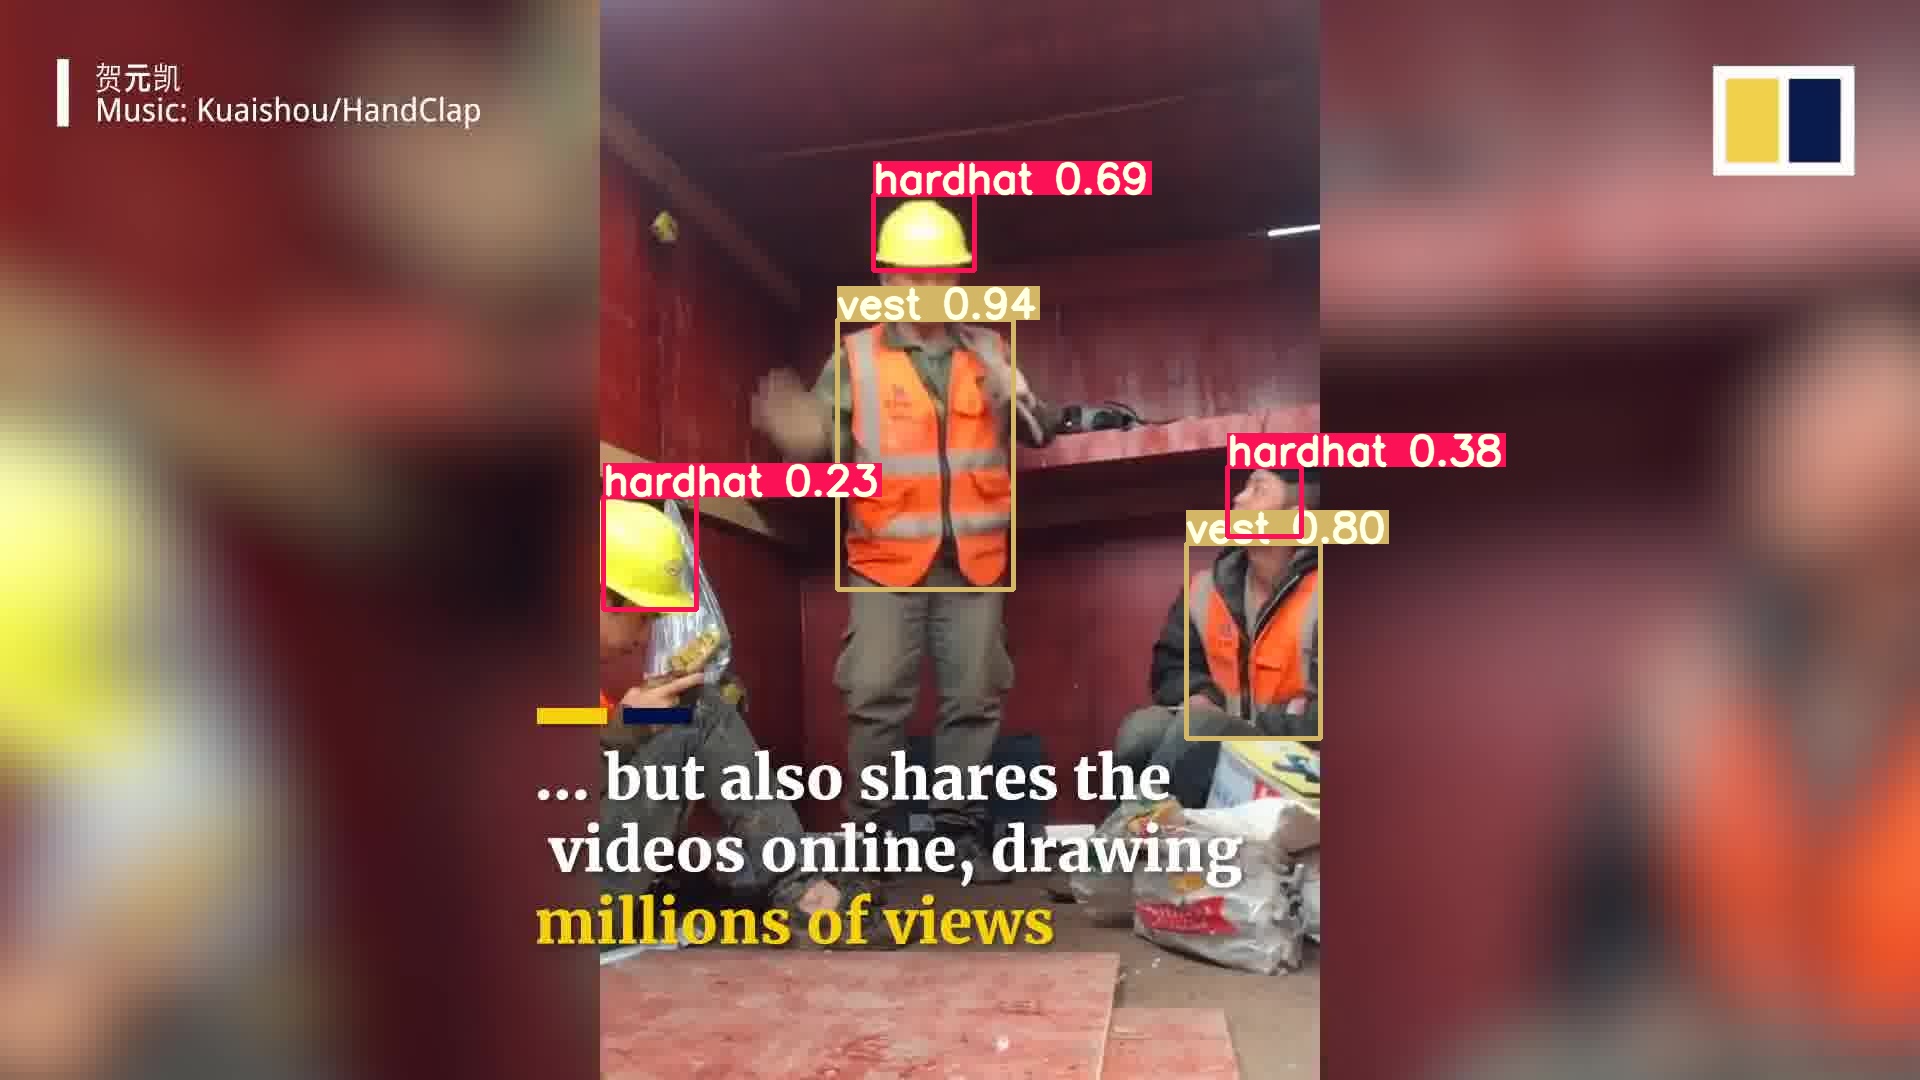 贺元凯
Music: Kuaishou/HandClap
hardhat 0.69
vest 0.94
hardhat 0.38
hardhat 0.23
vest 0.80
... but also shares the
videos online, drawing
millions of views